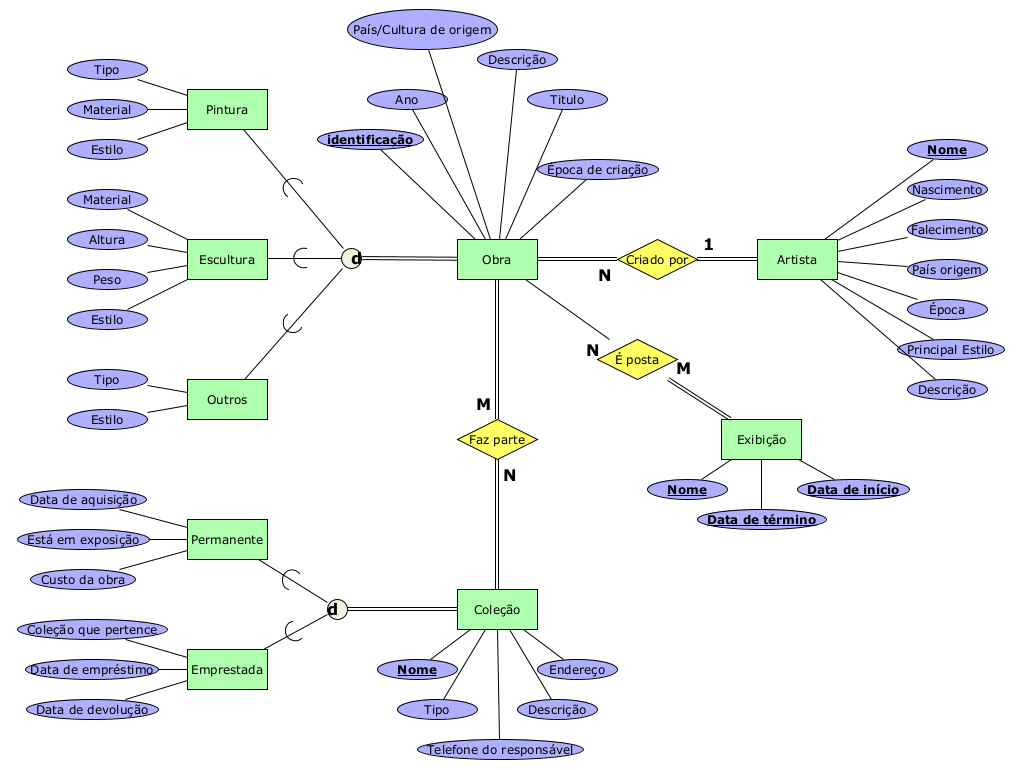 País/Cultura de origem
Descrição
Ano
Titulo
identificação
Época de criação
Tipo
Material
Estilo
Pintura
Material
Altura
Peso
Estilo
Escultura
Tipo
Estilo
Outros
d
Obra
N
Criado por
1
Artista
Nome
Nascimento
Falecimento
País origem
Época
Principal Estilo
Descrição
N
É posta
M
Exibição
Nome
Data de início
Data de término
M
Faz parte
N
Data de aquisição
Está em exposição
Custo da obra
Permanente
Coleção que pertence
Data de empréstimo
Data de devolução
Emprestada
d
Coleção
Nome
Endereço
Tipo
Descrição
Telefone do responsável